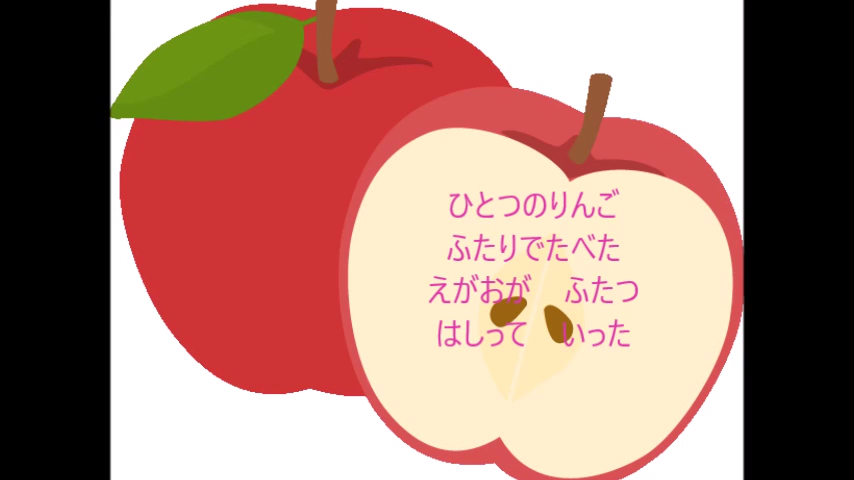 ひとつのりんご
ふたりでたべた
えがおが　ふたつ
はしって　いった